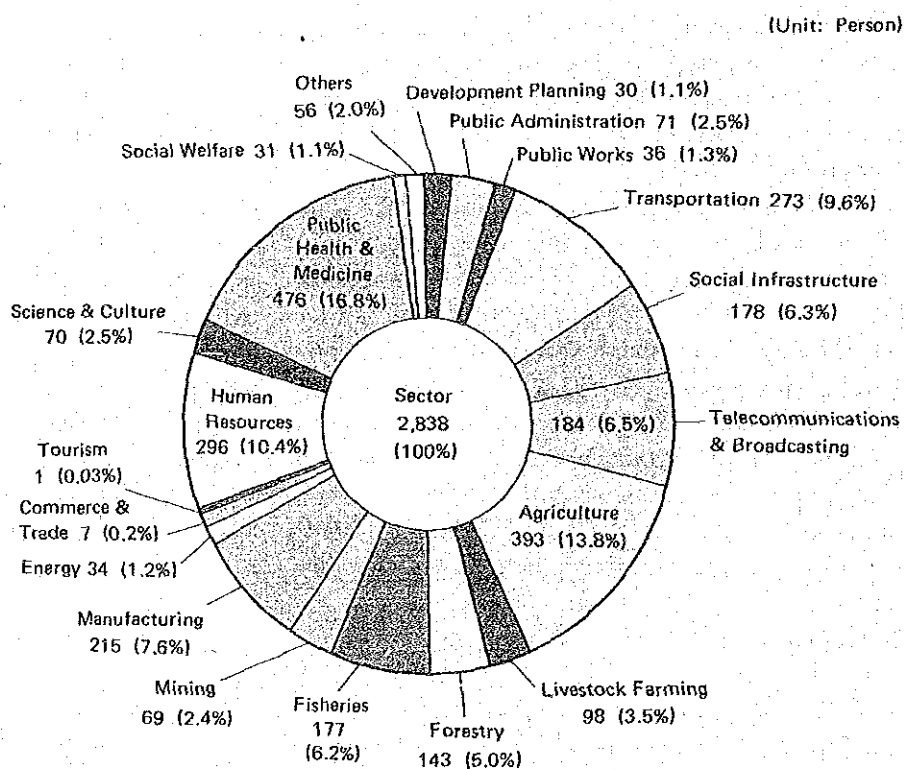 (Unit: Person)
Others
56 (2.0%)
Development Planning 30 (1.1%)
Public Administration 71 (2.5%)
Social Welfare 31 (1.1%)
Public Works 36 (1.3%)
Transportation 273 (9.6%)
Public
Health &
Medicine
476 (16.8%)
Social Infrastructure
178 (6.3%)
Science & Culture
70 (2.5%)
Sector
2,838
(100%)
Human
Resources
296 (10.4%)
184 (6.5%)
Telecommunications
& Broadcasting
Tourism
1 (0.03%)
Commerce &
Trade 7 (0.2%)
Energy 34 (1.2%)
Agriculture
393 (13.8%)
Manufacturing
215 (7.6%)
Mining
69 (2.4%)
Fisheries
177
(6.2%)
Forestry
143 (5.0%)
Livestock Farming
98 (3.5%)